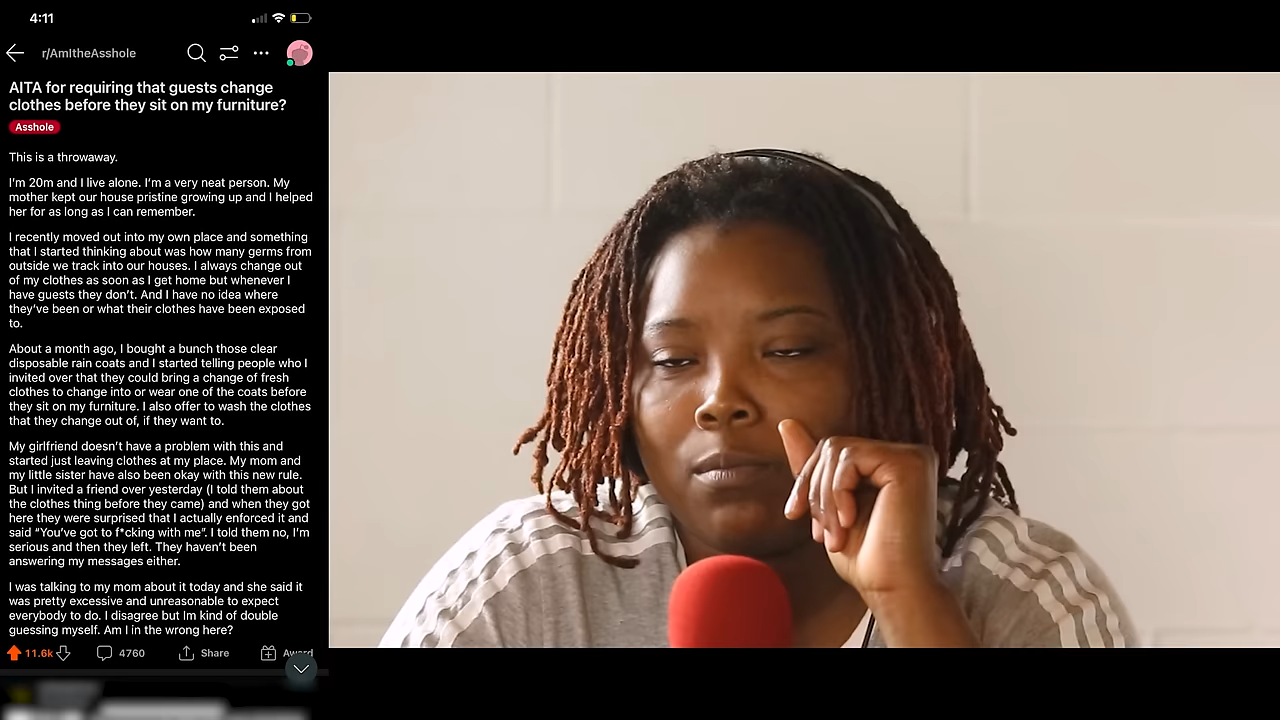 4:11
r/AmItheAsshole
AITA for requiring that guests change
clothes before they sit on my furniture?
Asshole
This is a throwaway.
I'm 20m and I live alone. I'm a very neat person. My
mother kept our house pristine growing up and I helped
her for as long as I can remember.
I recently moved out into my own place and something
that I started thinking about was how many germs from
outside we track into our houses. I always change out
of my clothes as soon as I get home but whenever I
have guests they don't. And I have no idea where
they've been or what their clothes have been exposed
to.
About a month ago, I bought a bunch those clear
disposable rain coats and I started telling people who I
invited over that they could bring a change of fresh
clothes to change into or wear one of the coats before
they sit on my furniture. I also offer to wash the clothes
that they change out of, if they want to.
My girlfriend doesn't have a problem with this and
started just leaving clothes at my place. My mom and
my little sister have also been okay with this new rule.
But I invited a friend over yesterday (I told them about
the clothes thing before they came) and when they got
here they were surprised that I actually enforced it and
said "You've got to f*cking with me". I told them no, I'm
serious and then they left. They haven't been
answering my messages either.
I was talking to my mom about it today and she said it
was pretty excessive and unreasonable to expect
everybody to do. I disagree but Im kind of double
guessing myself. Am I in the wrong here?
11.6k 4760 Share Award